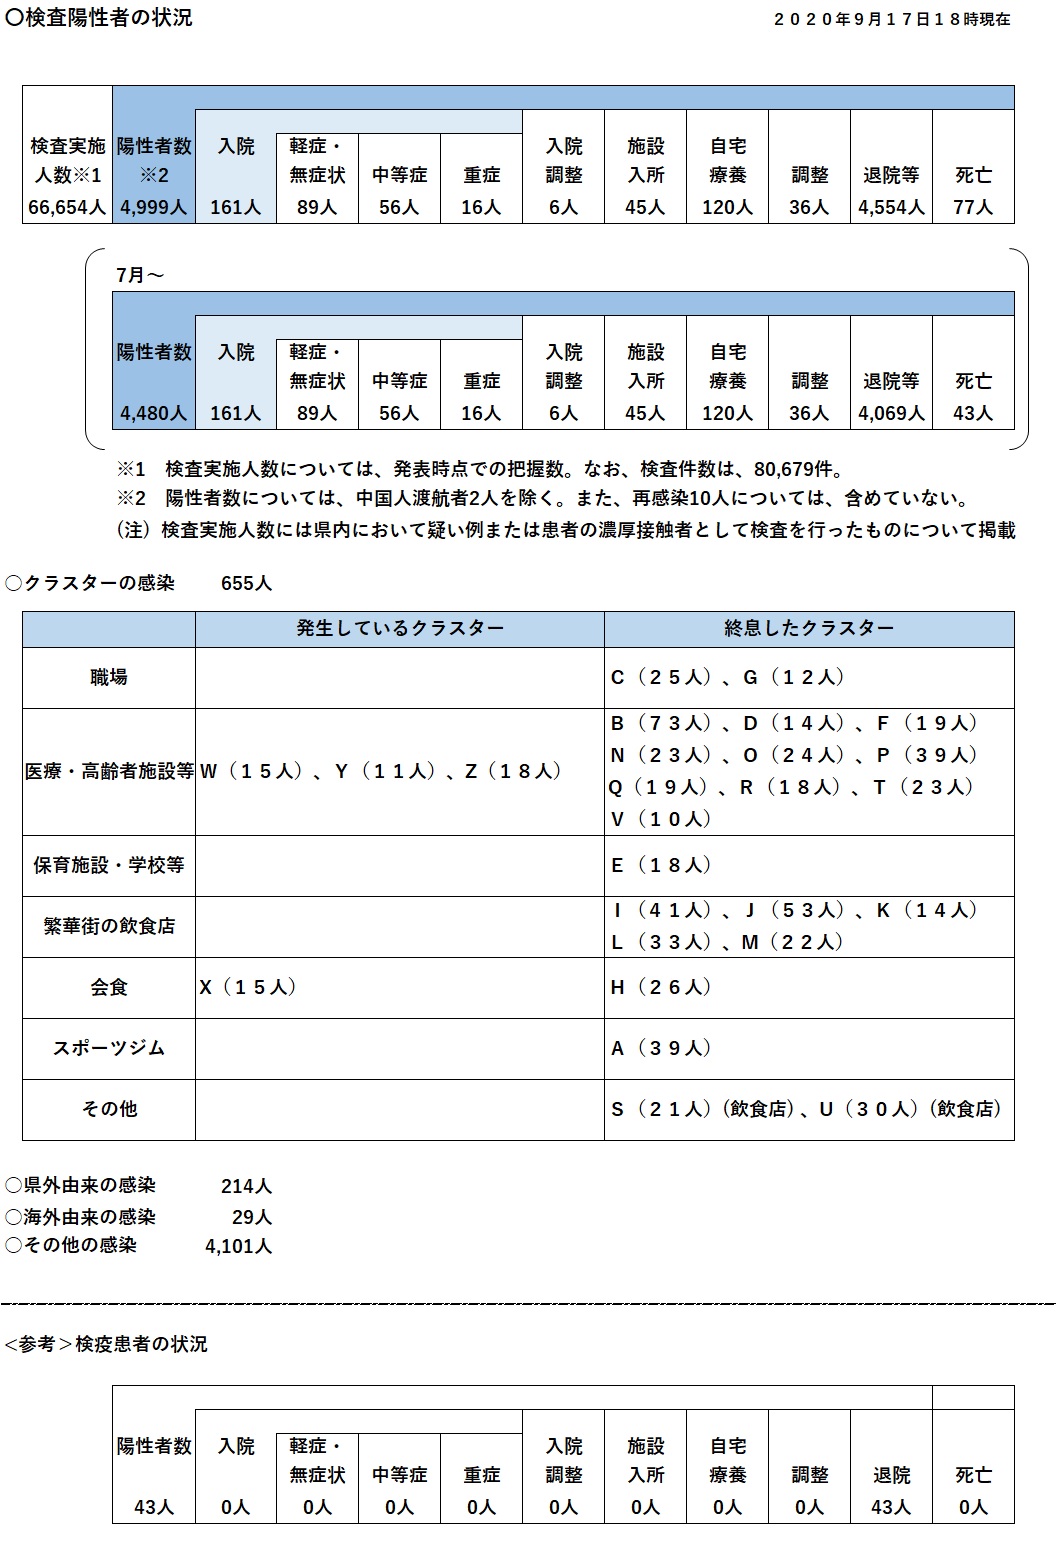 〇検査陽性者の状況
２０２０年９月１７日１８時現在
検査実施人数※1 陽性者数※2 入院 軽症・無症状 中等症 重症 入院調整 施設入所 自宅療養 調整 退院等 死亡
66,654人 4,999人 161人 89人 56人 16人 6人 45人 120人 36人 4,554人 77人
7月～
陽性者数 入院 軽症・無症状 中等症 重症 入院調整 施設入所 自宅療養 調整 退院等 死亡
4,480人 161人 89人 56人 16人 6人 45人 120人 36人 4,069人 43人
※1　検査実施人数については、発表時点での把握数。なお、検査件数は、80,679件。
※2　陽性者数については、中国人渡航者2人を除く。また、再感染10人については、含めていない。
（注）検査実施人数には県内において疑い例または患者の濃厚接触者として検査を行ったものについて掲載
○クラスターの感染 655人
発生しているクラスター 終息したクラスター
職場 C（２５人）、G（１２人）
医療・高齢者施設等 W（１５人）、Y（１１人）、Z（１８人）
B（７３人）、D（１４人）、F（１９人）
N（２３人）、O（２４人）、P（３９人）
Q（１９人）、R（１８人）、T（２３人）
V（１０人）
保育施設・学校等 E（１８人）
繁華街の飲食店
I（４１人）、J（５３人）、K（１４人）
L（３３人）、M（２２人）
会食 X（１５人） H（２６人）
スポーツジム A（３９人）
その他 S（２１人）（飲食店）、U（３０人）（飲食店）
○県外由来の感染 214人
○海外由来の感染 29人
○その他の感染 4,101人
<参考＞検疫患者の状況
陽性者数 入院 軽症・無症状 中等症 重症 入院調整 施設入所 自宅療養 調整 退院 死亡
43人 0人 0人 0人 0人 0人 0人 0人 0人 43人 0人